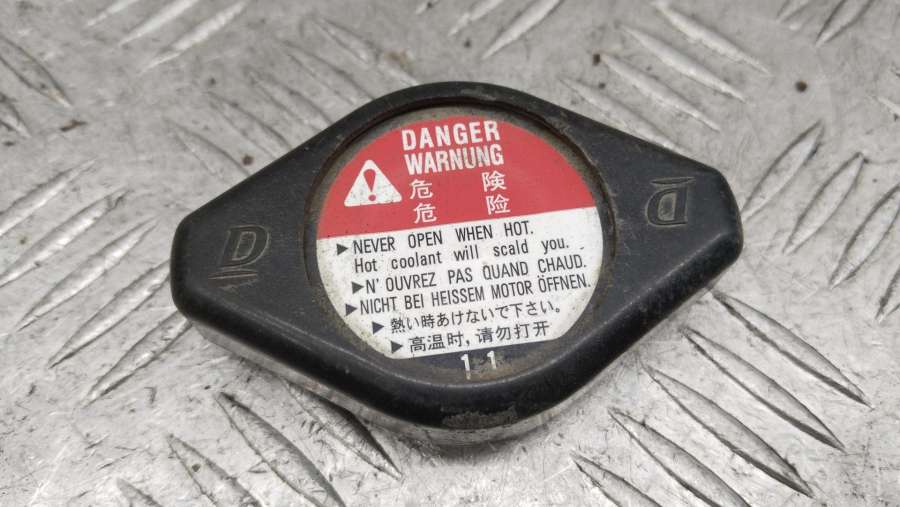 DANGER
WARNUNG
危険
危险
NEVER OPEN WHEN HOT.
Hot coolant will scald you.
N'OUVREZ PAS QUAND CHAUD.
NICHT BEI HEISSEM MOTOR ÖFFNEN.
熱い時あけないで下さい。
高温时,请勿打开
1.1
D
D